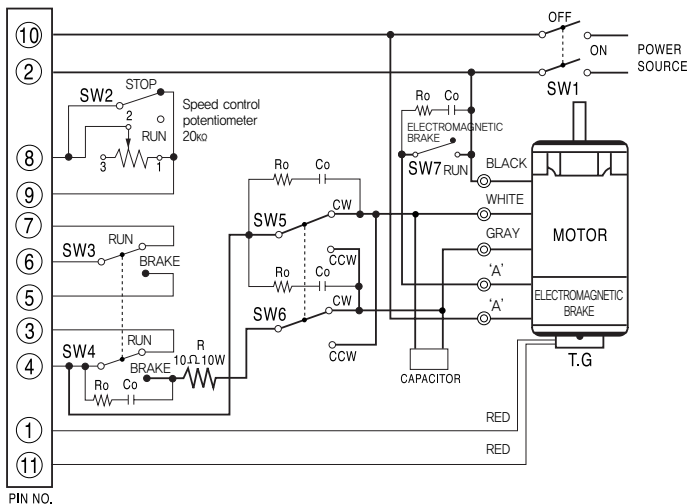 10
OFF
ON
POWER
SOURCE
2
SW1
STOP
SW2
2
RUN
Speed control
potentiometer
20KΩ
Ro
Co
ELECTROMAGNETIC
BRAKE
SW7
RUN
8
3
1
9
BLACK
WHITE
GRAY
'A'
'A'
MOTOR
ELECTROMAGNETIC
BRAKE
T.G
7
RUN
SW3
6
BRAKE
5
Ro
Co
CW
SW5
CCW
Ro
Co
CW
SW6
CCW
CAPACITOR
3
RUN
SW4
4
BRAKE
R
10Ω10W
Ro
Co
1
RED
11
RED
PIN NO.